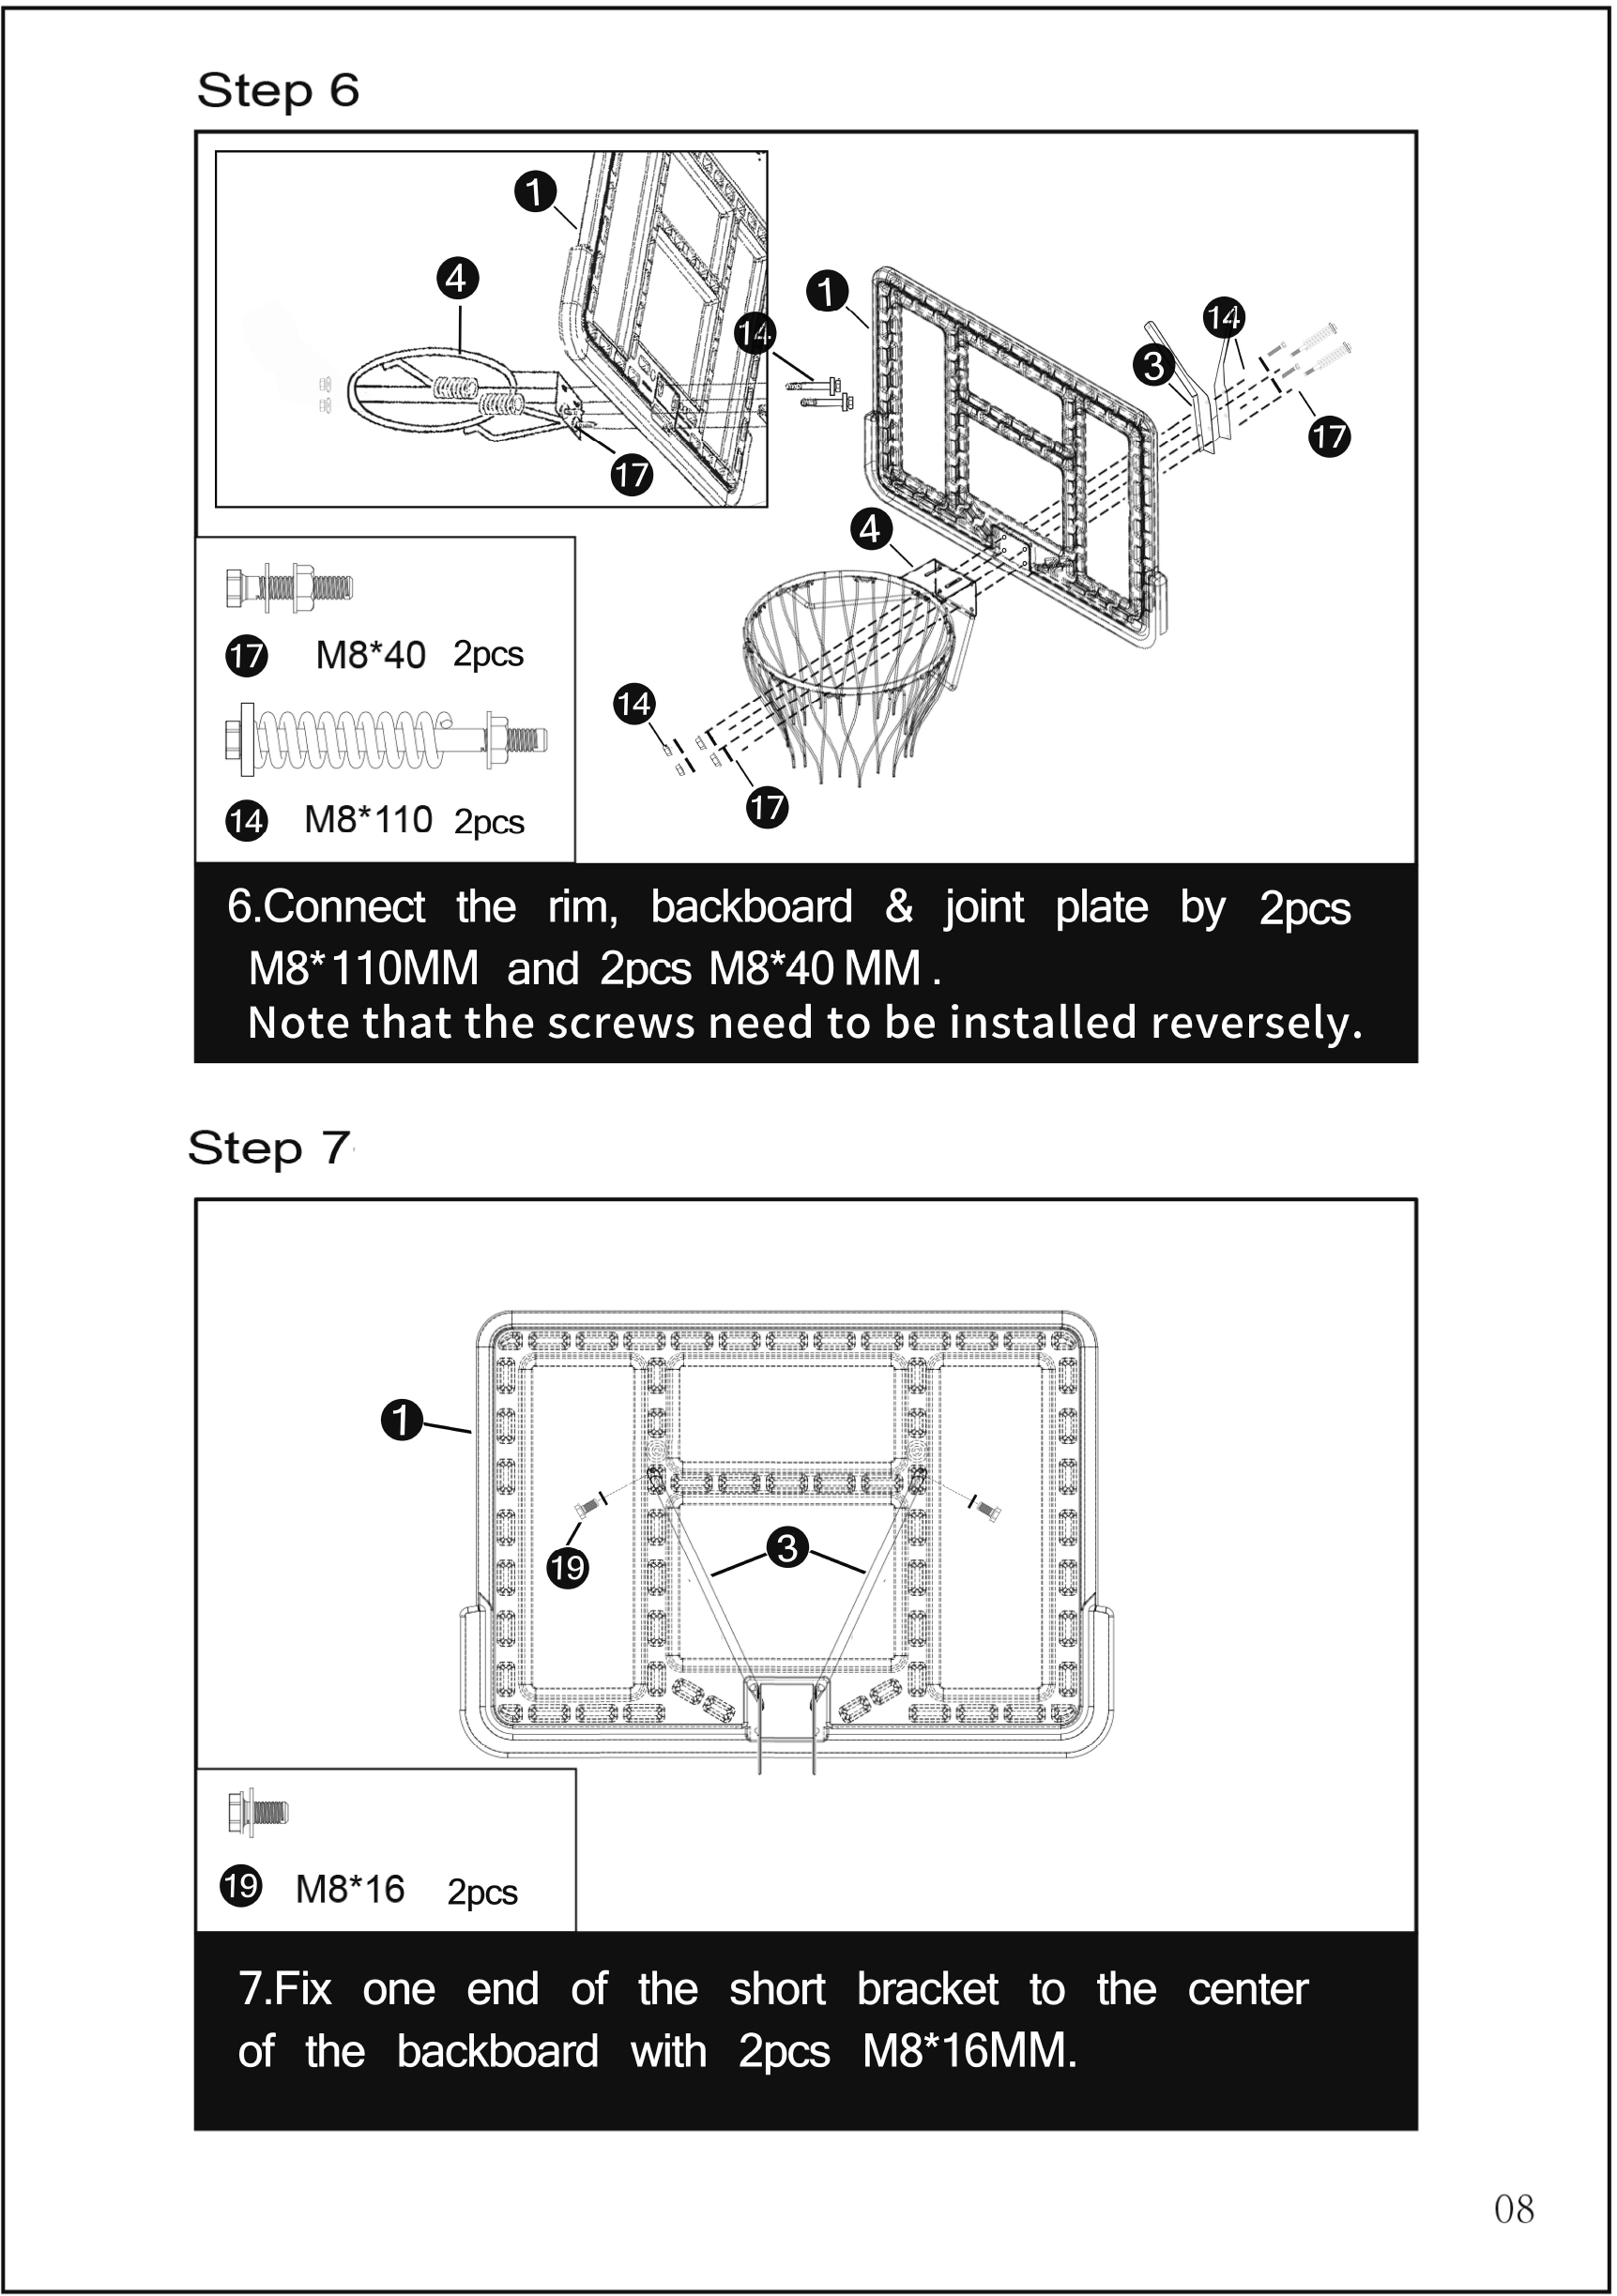 Step 6
1
4
14
17
1
14
3
17
4
14
17
17 M8*40 2pcs
14 M8*110 2pcs
6.Connect the rim, backboard & joint plate by 2pcs
M8*110MM and 2pcs M8*40 MM .
Note that the screws need to be installed reversely.
Step 7
1
19
3
19 M8*16 2pcs
7.Fix one end of the short bracket to the center
of the backboard with 2pcs M8*16MM.
08